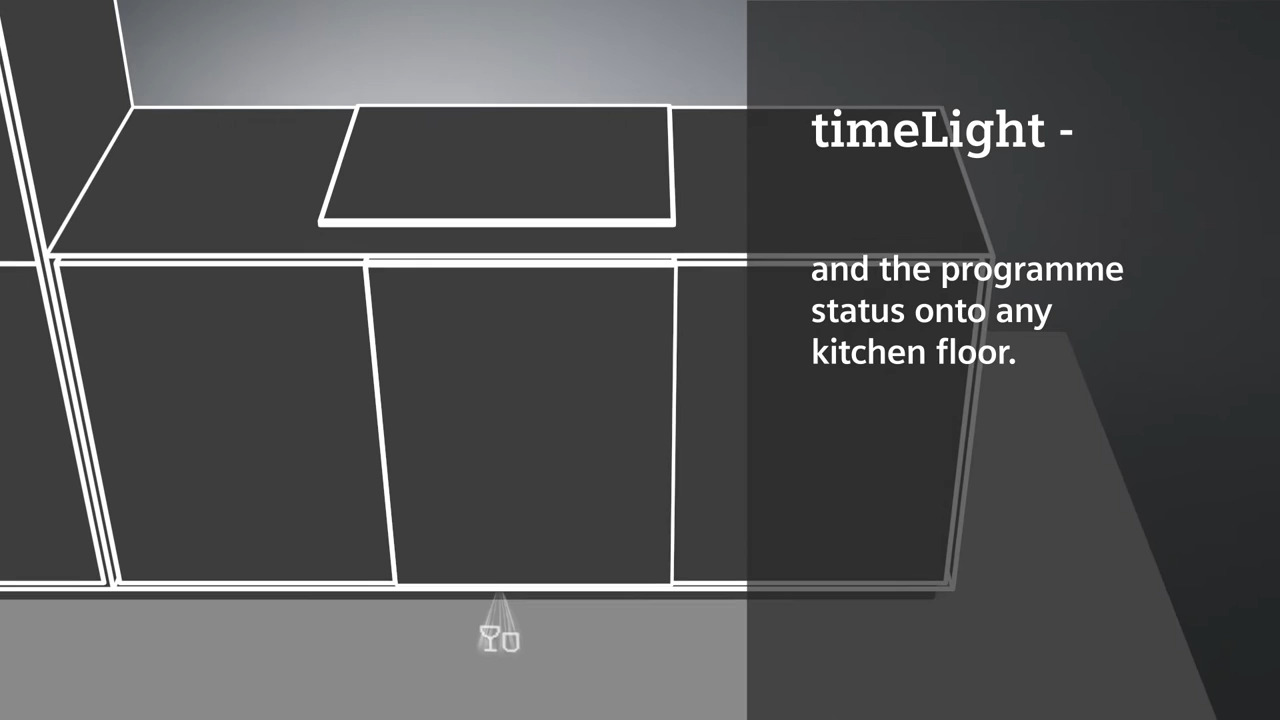 timeLight -
and the programme
status onto any
kitchen floor.